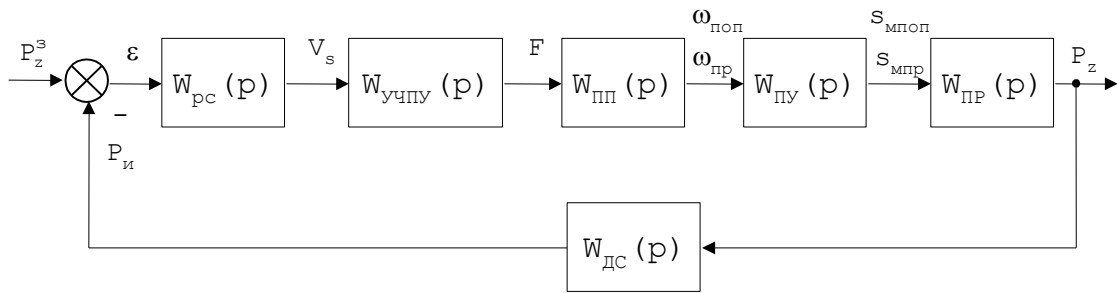 P_z^з
ε
W_рс(p)
V_s
W_УЧПУ(p)
F
W_ПП(p)
ω_поп
ω_пр
W_ПУ(p)
s_мпоп
s_мпр
W_ПР(p)
P_z
−
P_и
W_ДС(p)